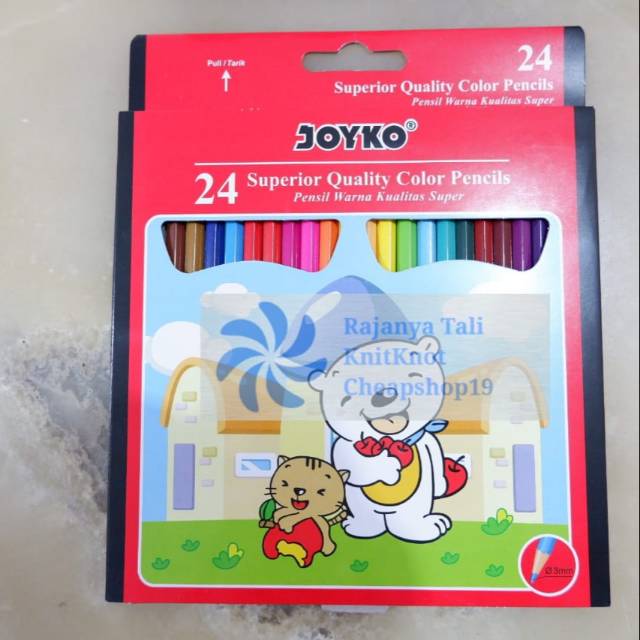 Pull / Tarik
24
Superior Quality Color Pencils
Pensil Warna Kualitas Super
JOYKO®
24 Superior Quality Color Pencils
Pensil Warna Kualitas Super
Rajanya Tali
KnitKnot
Cheapshop19
Ø 3mm